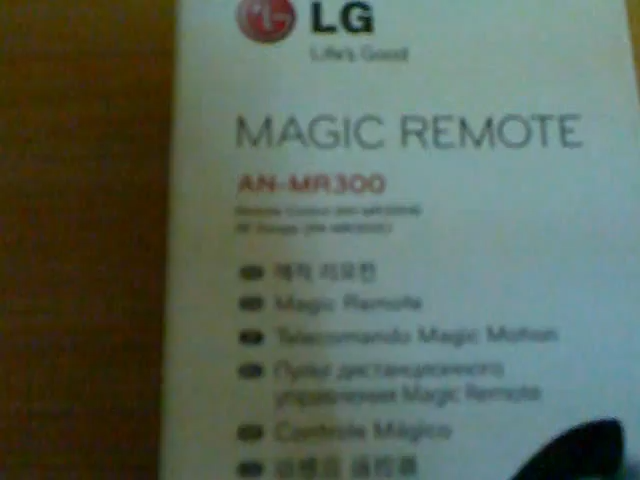 LG
Life's Good
MAGIC REMOTE
AN-MR300
매직 리모컨
Magic Remote
Telecomando Magic Motion
Пульт дистанционного
управления Magic Remote
Controle Mágico